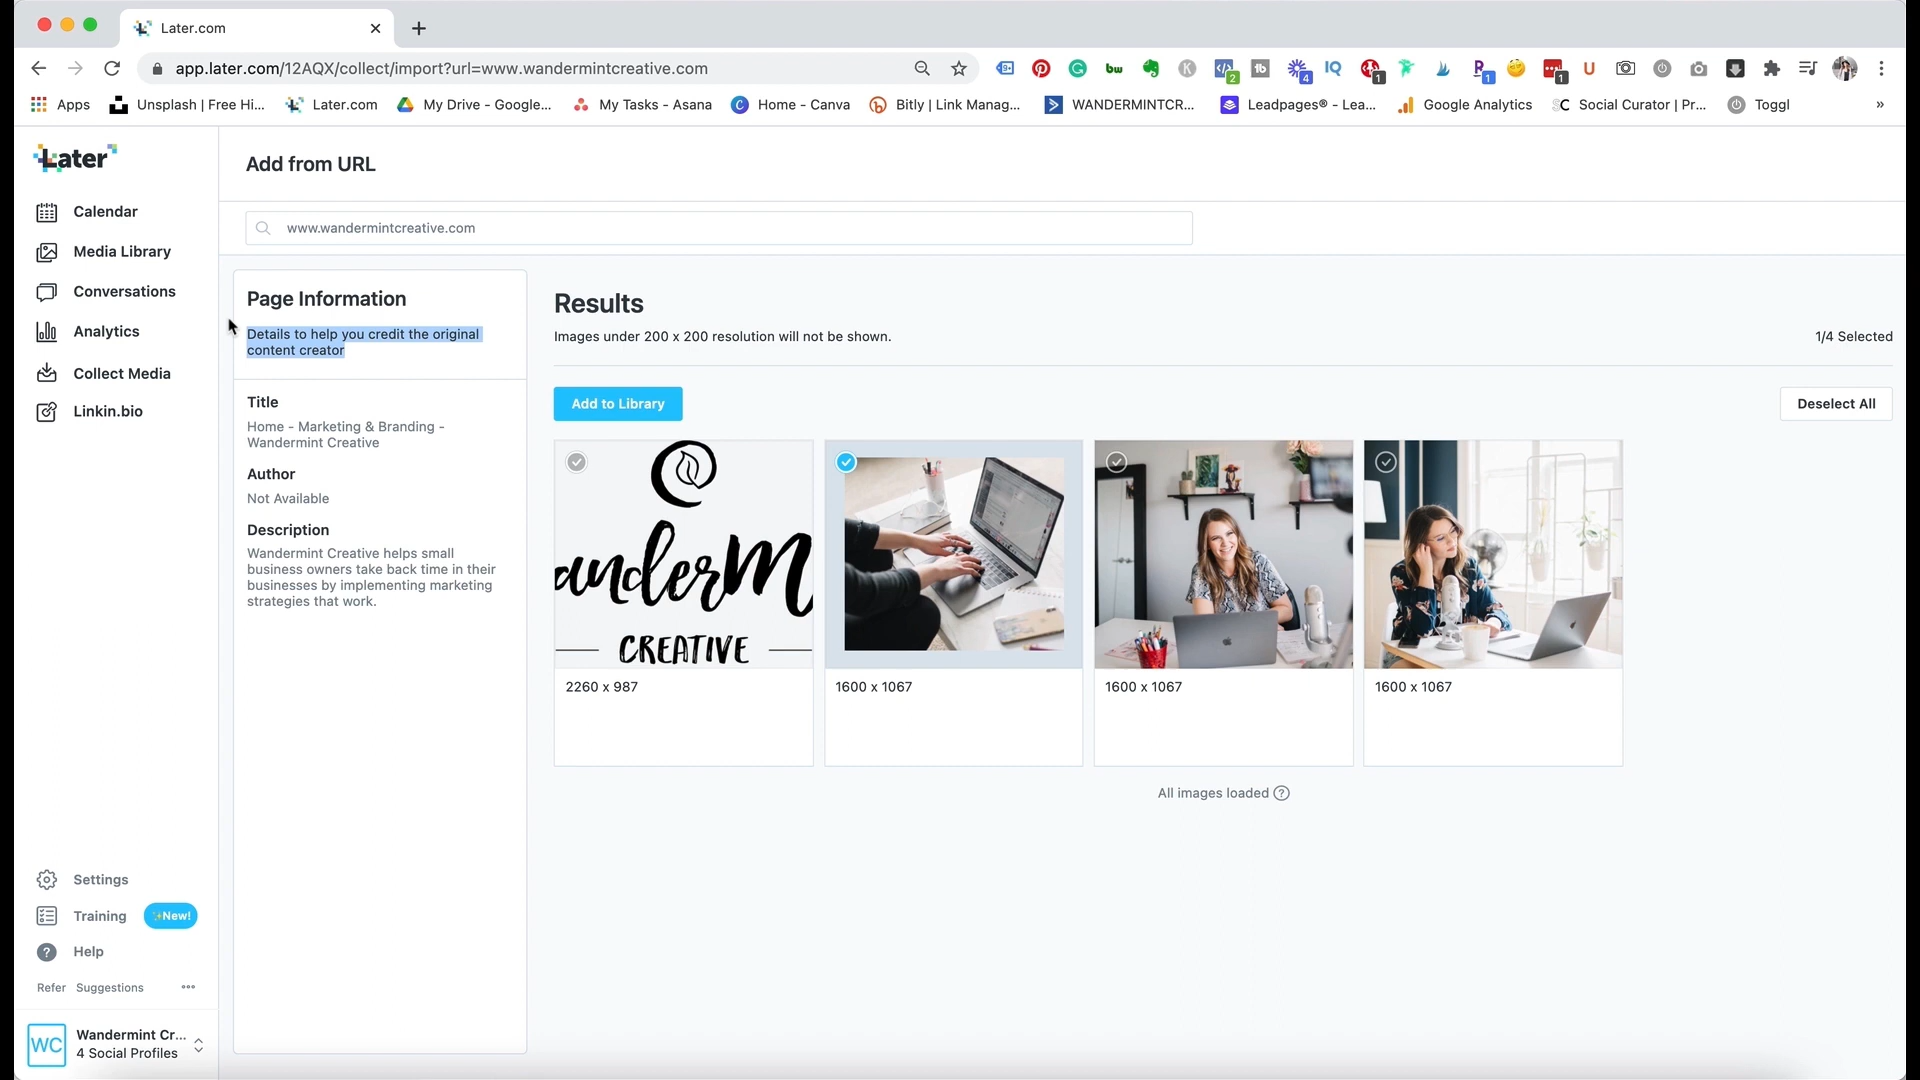 Later.com
app.later.com/12AQX/collect/import?url=www.wandermintcreative.com
Apps
Unsplash | Free Hi...
Later.com
My Drive - Google...
My Tasks - Asana
Home - Canva
Bitly | Link Manag...
WANDERMINTCR...
Leadpages® - Lea...
Google Analytics
Social Curator | Pr...
Toggl
»
Later
Add from URL
www.wandermintcreative.com
Calendar
Media Library
Conversations
Analytics
Collect Media
Linkin.bio
Page Information
Details to help you credit the original
content creator
Title
Home - Marketing & Branding -
Wandermint Creative
Author
Not Available
Description
Wandermint Creative helps small
business owners take back time in their
businesses by implementing marketing
strategies that work.
Results
Images under 200 x 200 resolution will not be shown.
1/4 Selected
Add to Library
Deselect All
anderM
CREATIVE
2260 x 987
1600 x 1067
1600 x 1067
1600 x 1067
All images loaded
Settings
Training
New!
Help
Refer
Suggestions
WC
Wandermint Cr...
4 Social Profiles